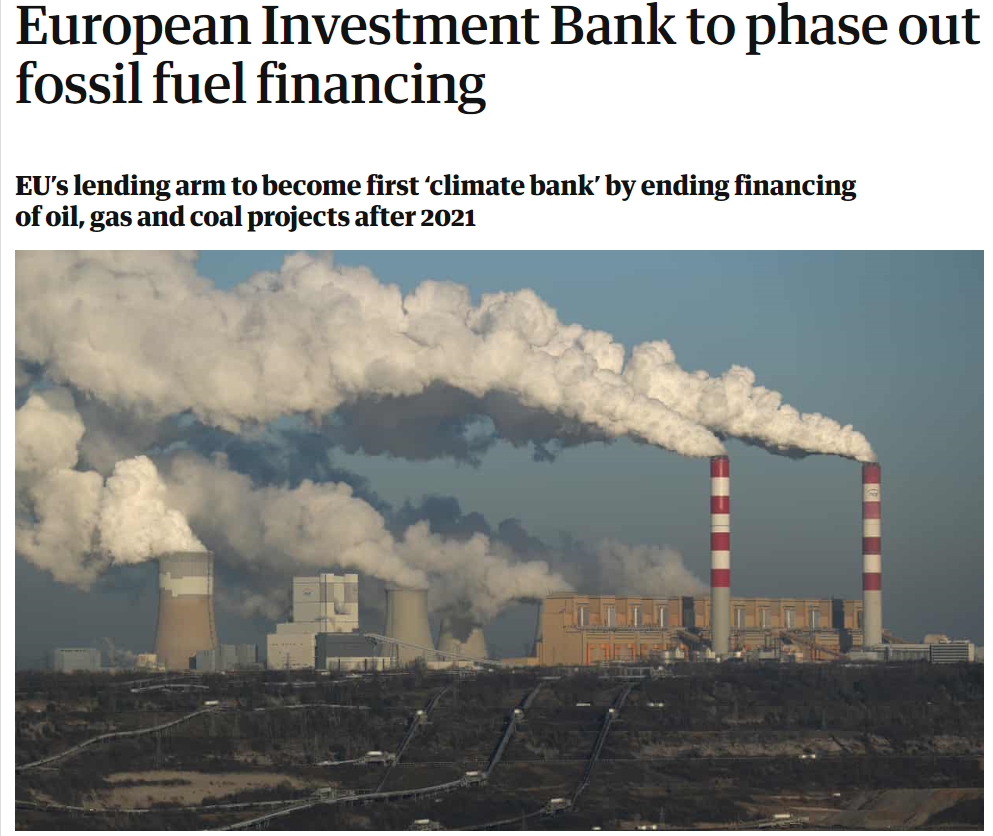 European Investment Bank to phase out
fossil fuel financing
EU’s lending arm to become first ‘climate bank’ by ending financing
of oil, gas and coal projects after 2021